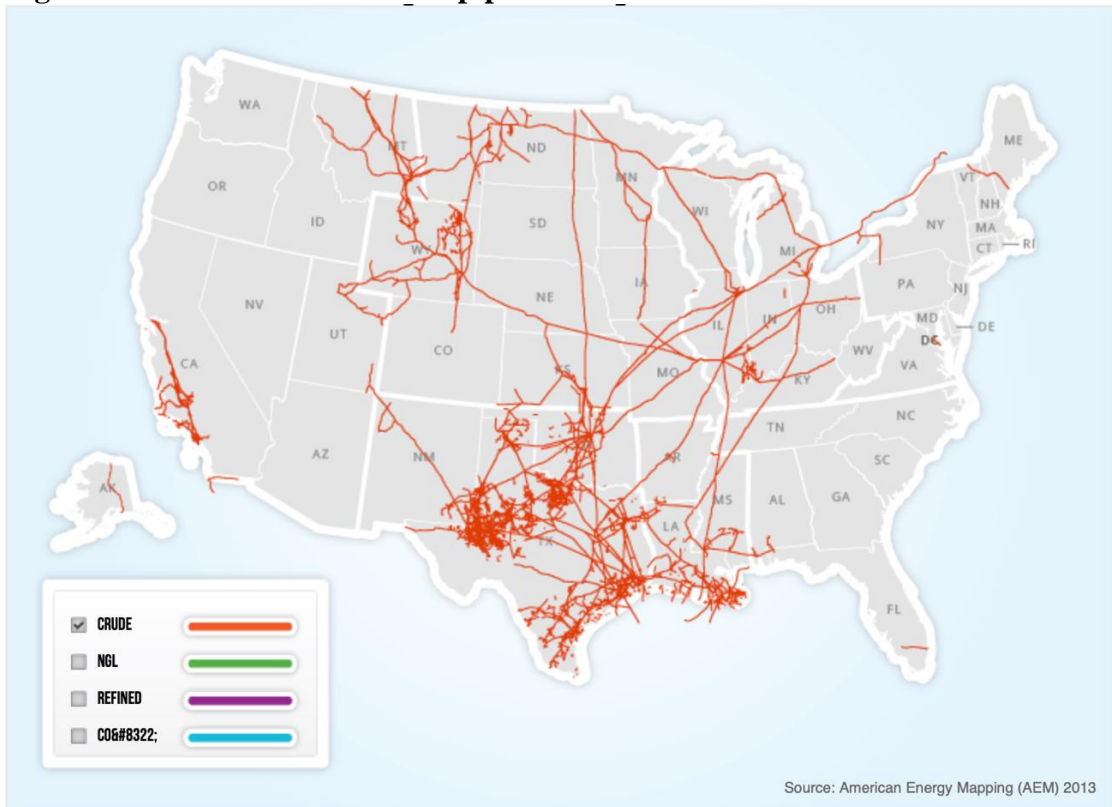 WA
MT
ND
MN
ME
VT
OR
ID
SD
WI
NH
NY
MA
WY
MI
CT
RI
IA
NE
PA
NJ
NV
IL
IN
OH
MD
DE
UT
CO
DC
CA
KS
MO
WV
VA
KY
NC
TN
AZ
NM
AR
SC
AK
MS
AL
GA
LA
TX
FL
CRUDE
NGL
REFINED
CO&#8322;
Source: American Energy Mapping (AEM) 2013